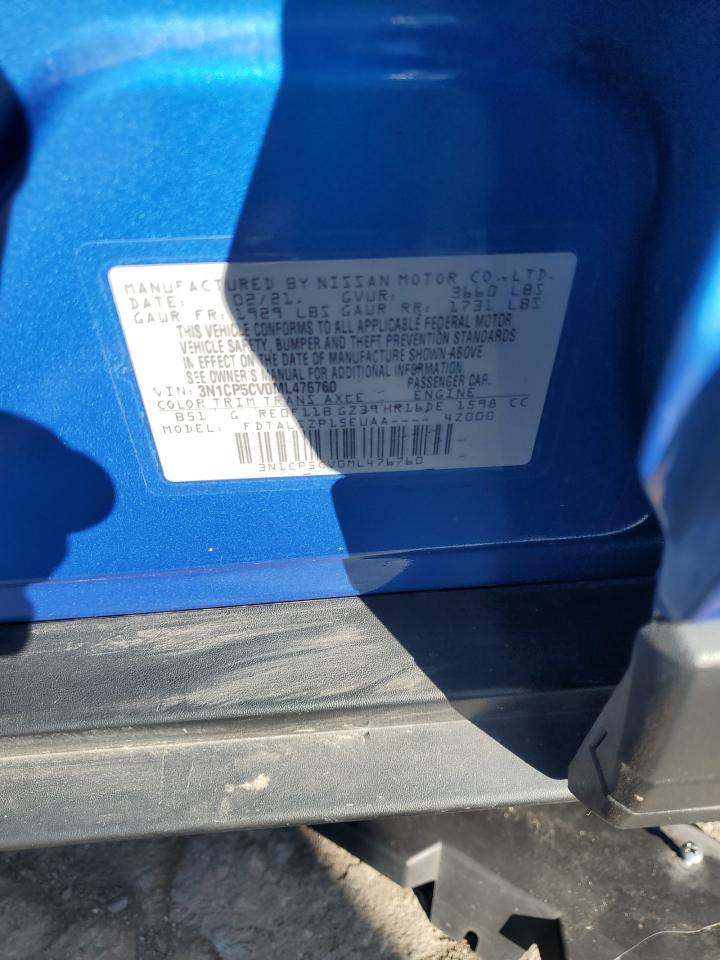 MANUFACTURED BY NISSAN MOTOR CO.,LTD.
DATE: 02/21. GVWR: 3660 LBS
GAWR FR: 1929 LBS GAWR RR: 1731 LBS
THIS VEHICLE CONFORMS TO ALL APPLICABLE FEDERAL MOTOR
VEHICLE SAFETY, BUMPER AND THEFT PREVENTION STANDARDS
IN EFFECT ON THE DATE OF MANUFACTURE SHOWN ABOVE.
SEE OWNER MANUAL FOR ADDITIONAL INFORMATION.
VIN: 3N1CP5CV0ML476760 PASSENGER CAR.
COLOR TRIM TRANS AXLE ENGINE
B51 G RE0F11B GZ39 HR16DE 1598 CC
MODEL: 42000
3N1CP5CV0ML476760